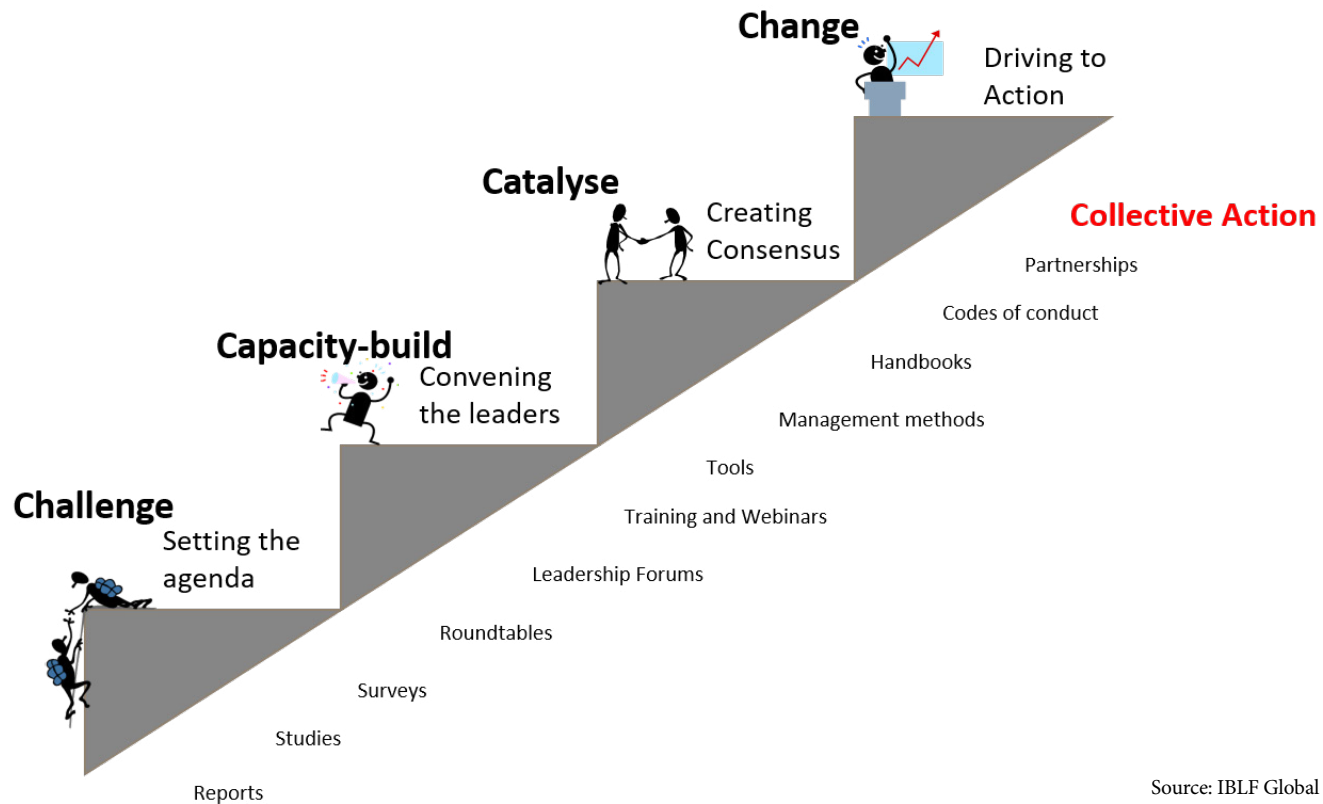 Change
Driving to
Action
Catalyse
Creating
Consensus
Collective Action
Partnerships
Codes of conduct
Capacity-build
Convening
the leaders
Handbooks
Management methods
Tools
Challenge
Setting the
agenda
Training and Webinars
Leadership Forums
Roundtables
Surveys
Studies
Reports
Source: IBLF Global